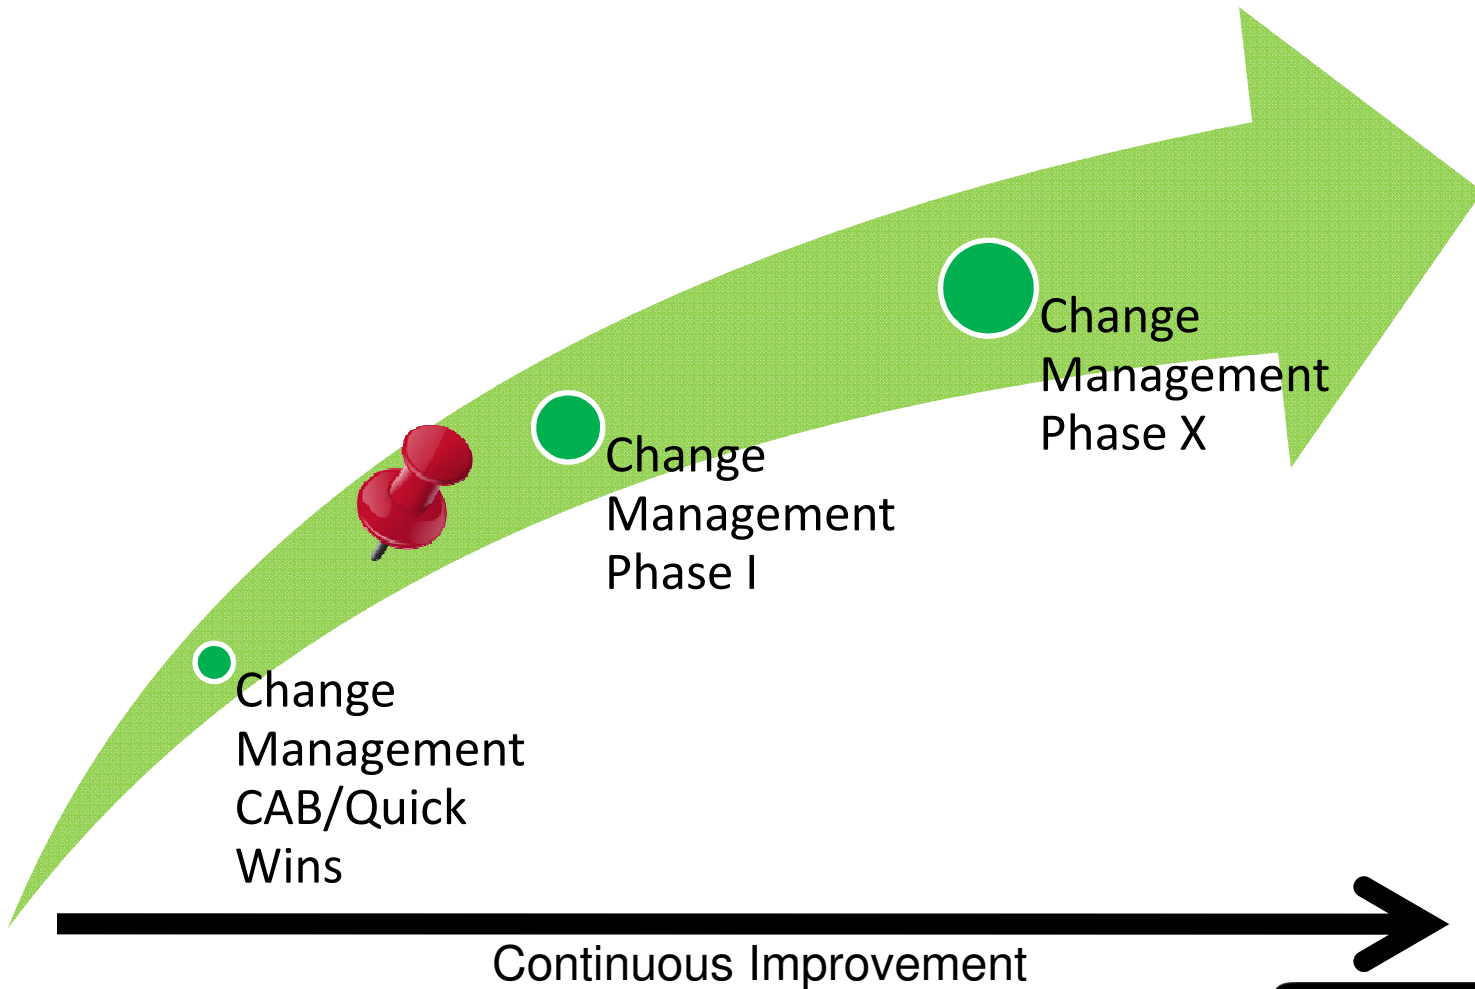 Change
Management
Phase X
Change
Management
Phase I
Change
Management
CAB/Quick
Wins
Continuous Improvement